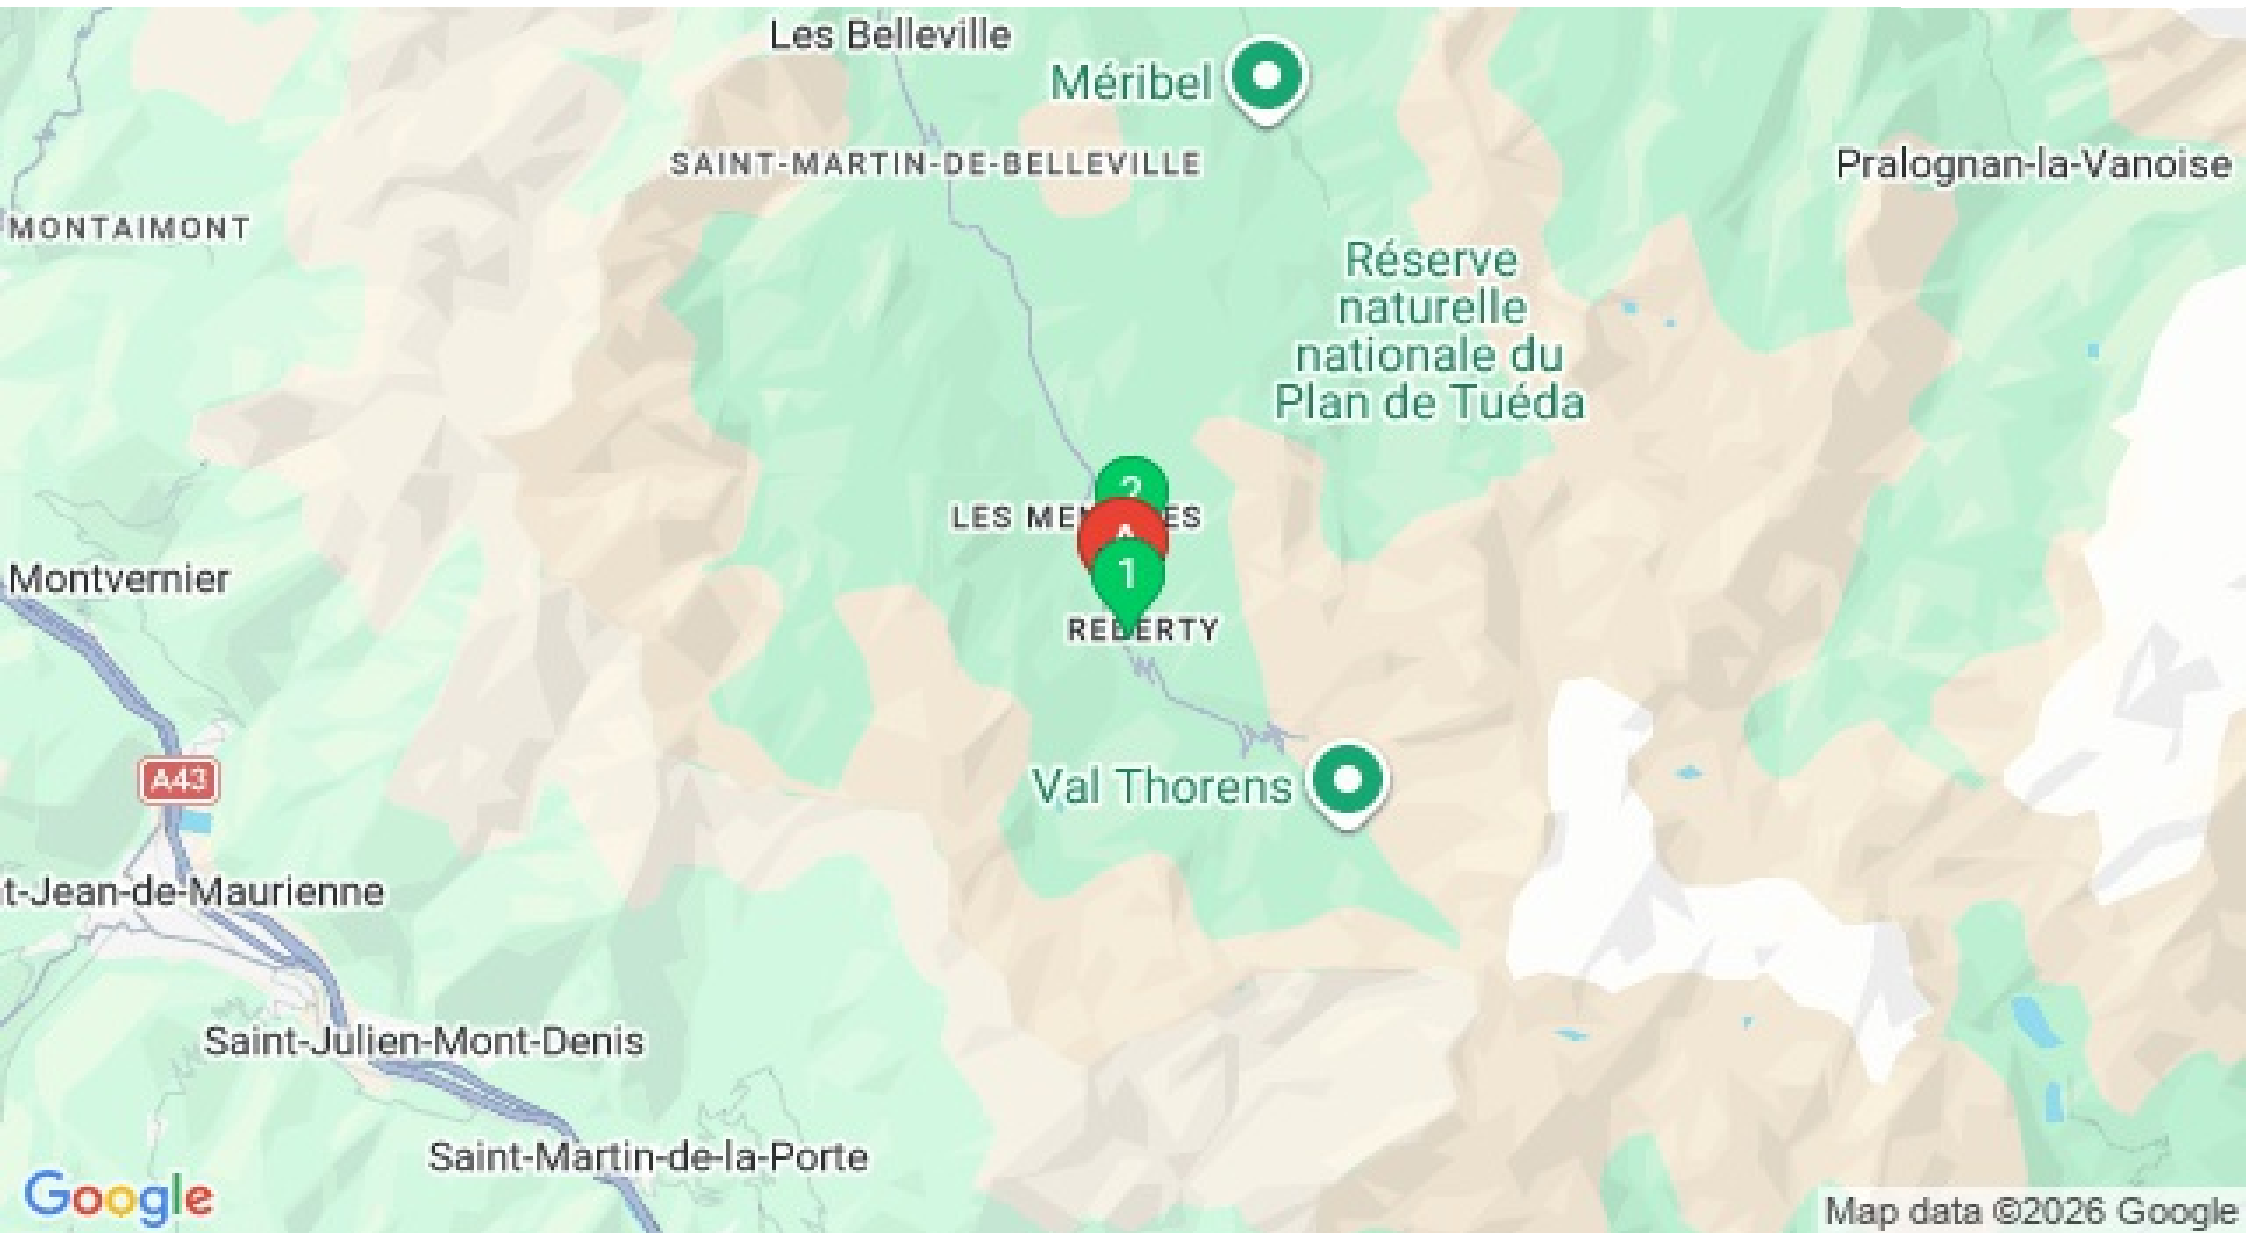 Les Belleville
Méribel
SAINT-MARTIN-DE-BELLEVILLE
Pralognan-la-Vanoise
MONTAIMONT
Réserve
naturelle
nationale du
Plan de Tuéda
2
LES
A
1
Montvernier
REBERTY
A43
Val Thorens
t-Jean-de-Maurienne
Saint-Julien-Mont-Denis
Saint-Martin-de-la-Porte
Google
Map data ©2026 Google